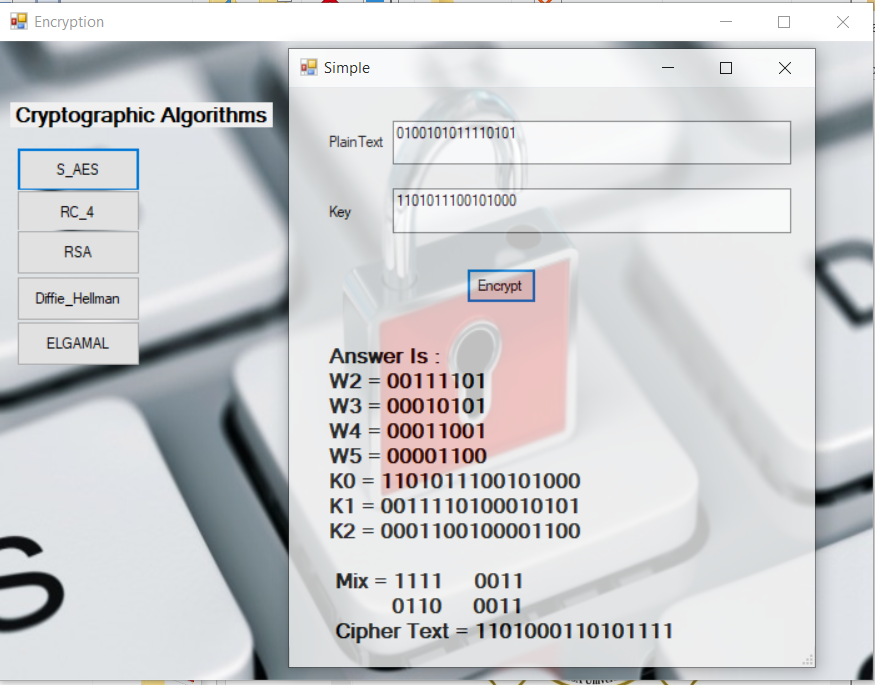 Encryption
Simple
Cryptographic Algorithms
S_AES
RC_4
RSA
Diffie_Hellman
ELGAMAL
PlainText
0100101011110101
Key
1101011100101000
Encrypt
Answer Is :
W2 = 00111101
W3 = 00010101
W4 = 00011001
W5 = 00001100
K0 = 1101011100101000
K1 = 0011110100010101
K2 = 0001100100001100
Mix = 1111 0011
0110 0011
Cipher Text = 1101000110101111
S
D